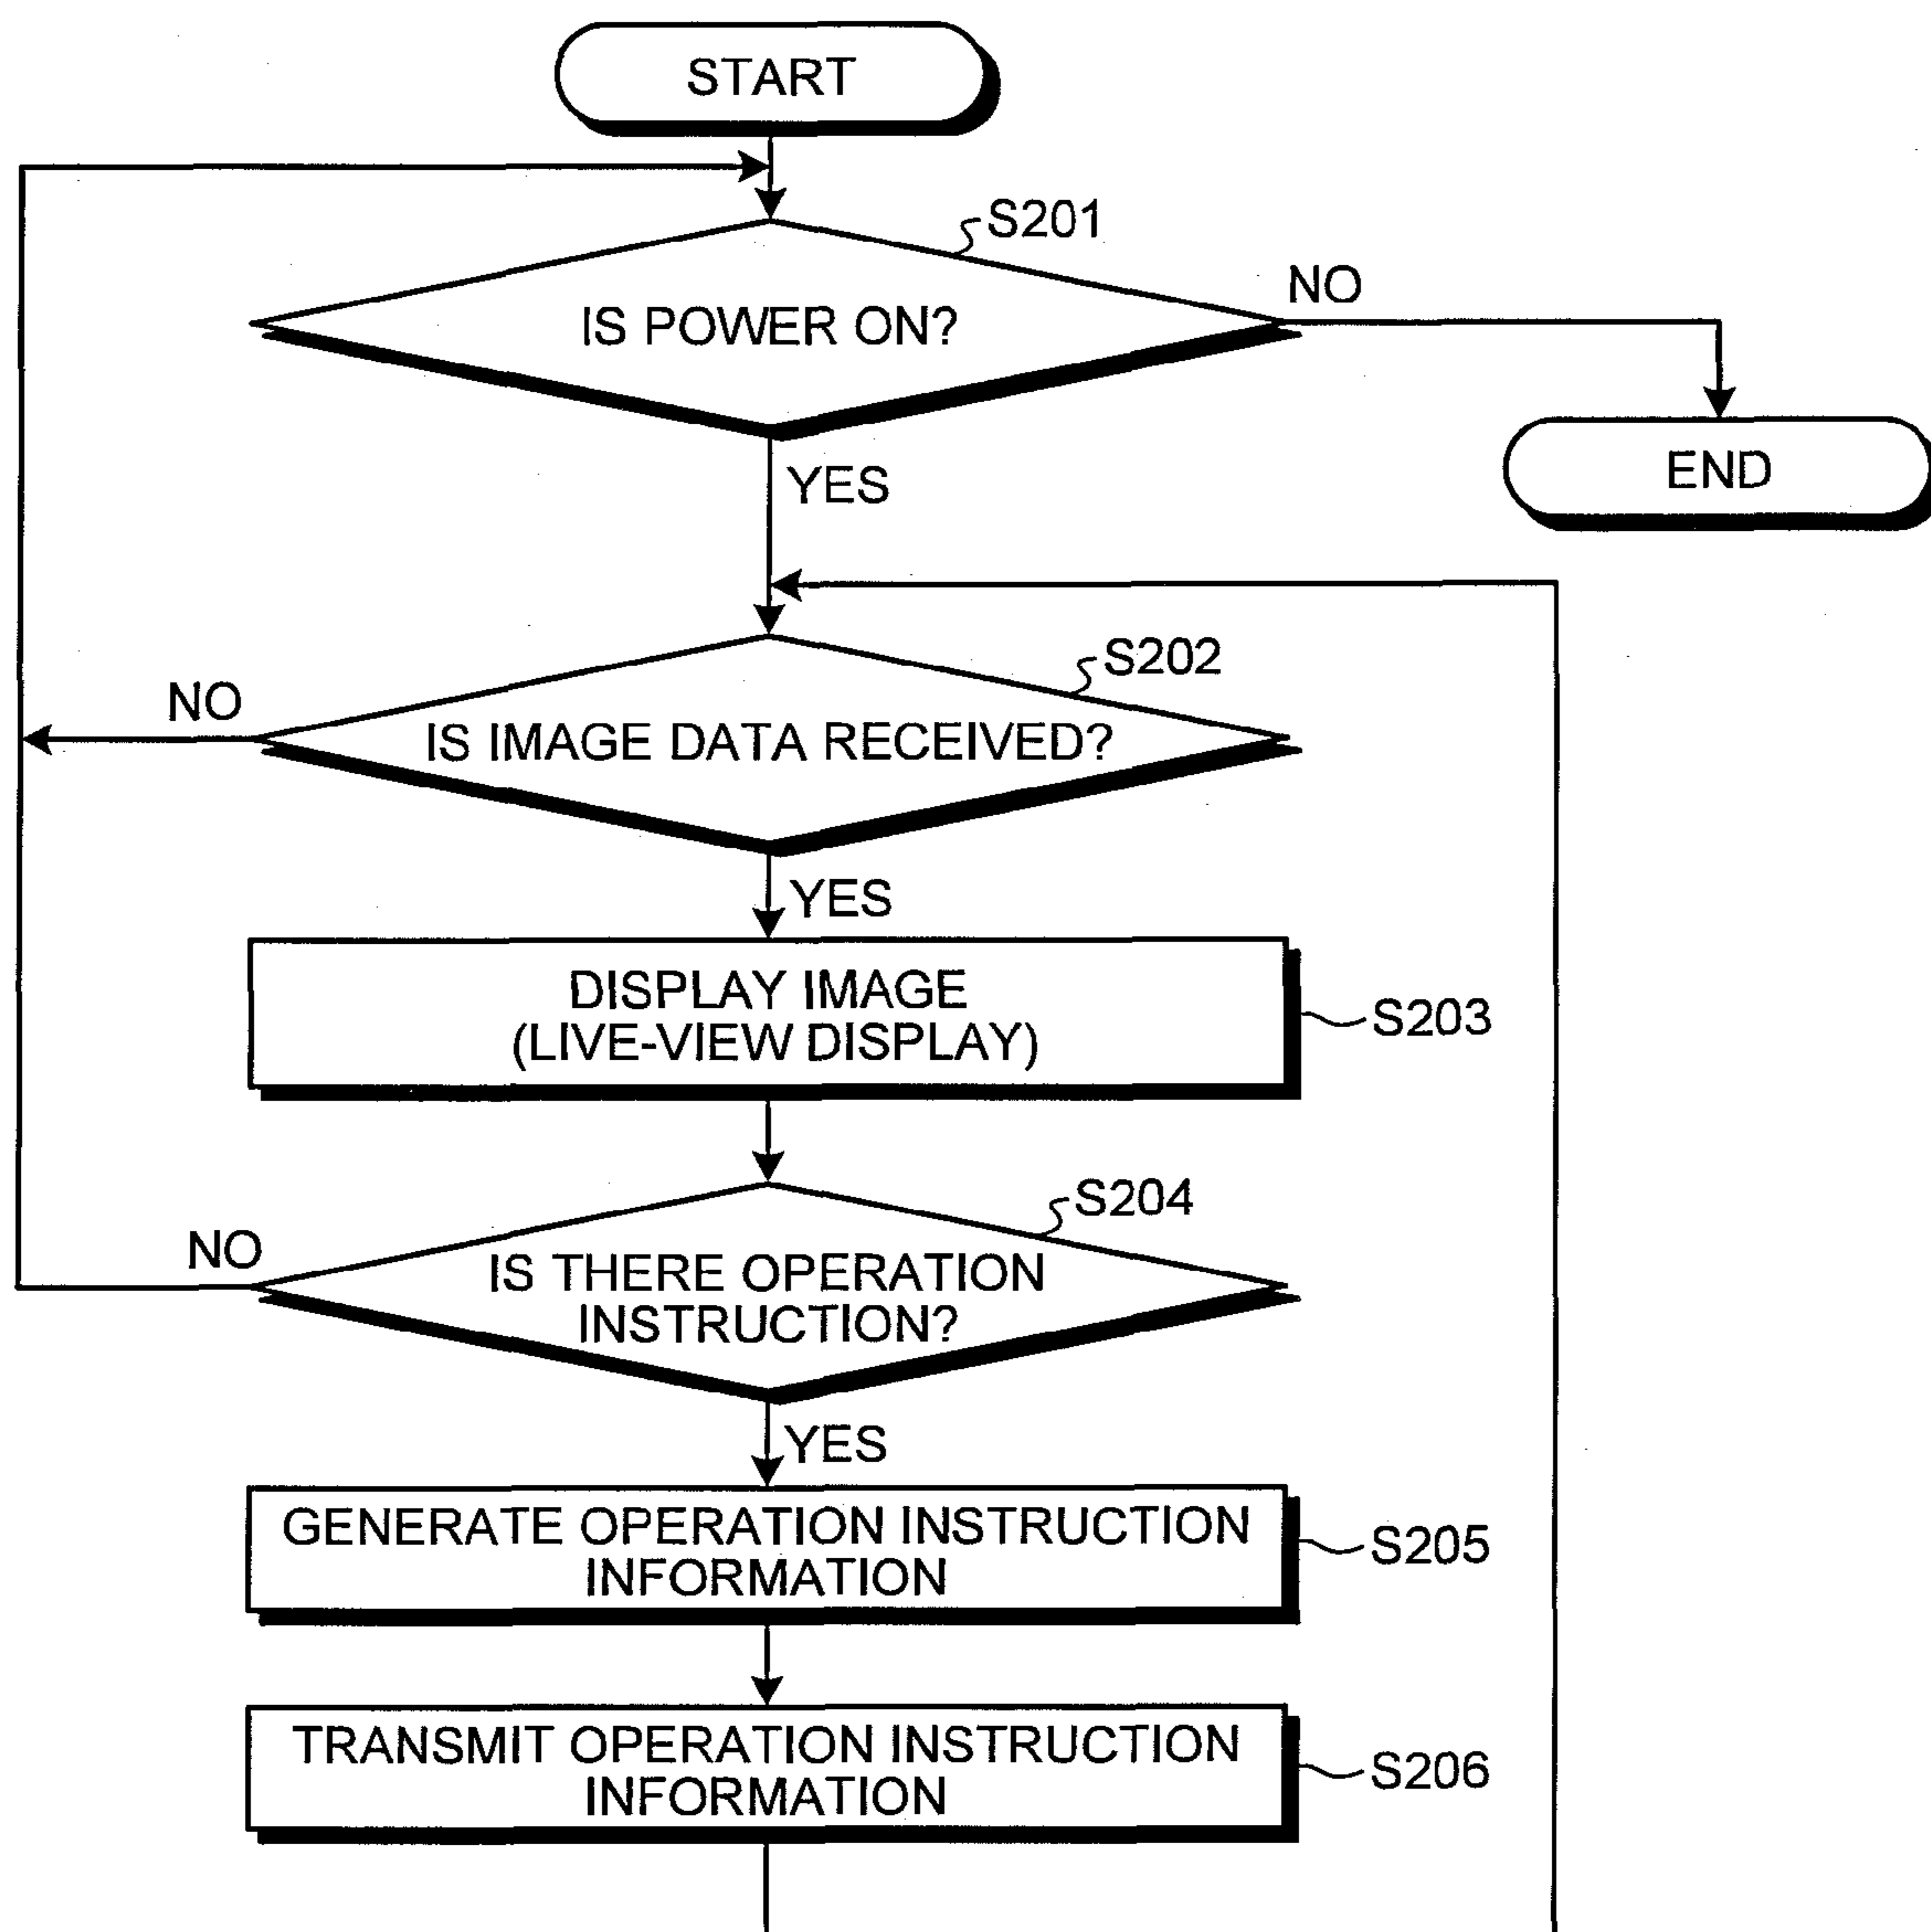 START
S201
IS POWER ON?
NO
YES
END
S202
NO
IS IMAGE DATA RECEIVED?
YES
DISPLAY IMAGE
(LIVE-VIEW DISPLAY)
S203
S204
NO
IS THERE OPERATION
INSTRUCTION?
YES
GENERATE OPERATION INSTRUCTION
INFORMATION
S205
TRANSMIT OPERATION INSTRUCTION
INFORMATION
S206